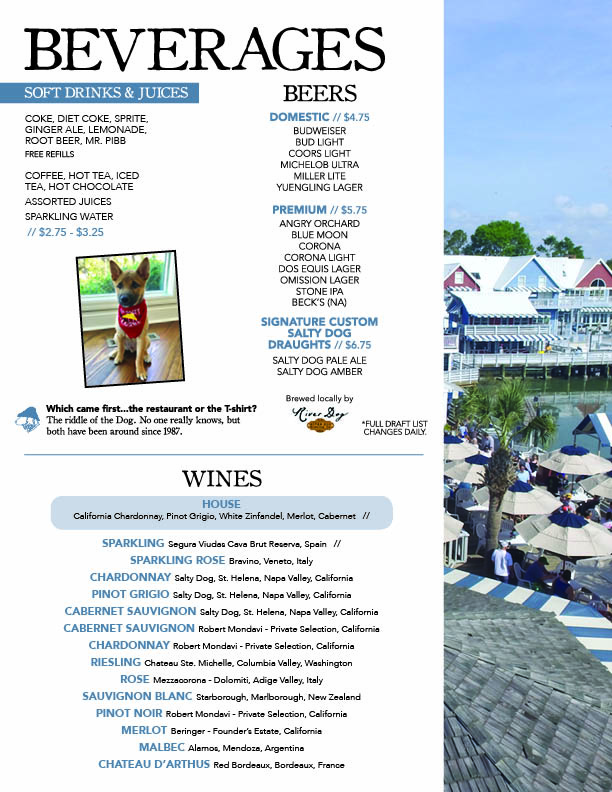 BEVERAGES
SOFT DRINKS & JUICES
COKE, DIET COKE, SPRITE,
GINGER ALE, LEMONADE,
ROOT BEER, MR. PIBB
FREE REFILLS
COFFEE, HOT TEA, ICED
TEA, HOT CHOCOLATE
ASSORTED JUICES
SPARKLING WATER
// $2.75 - $3.25
BEERS
DOMESTIC // $4.75
BUDWEISER
BUD LIGHT
COORS LIGHT
MICHELOB ULTRA
MILLER LITE
YUENGLING LAGER
PREMIUM // $5.75
ANGRY ORCHARD
BLUE MOON
CORONA
CORONA LIGHT
DOS EQUIS LAGER
OMISSION LAGER
STONE IPA
BECK'S (NA)
SIGNATURE CUSTOM
SALTY DOG
DRAUGHTS // $6.75
SALTY DOG PALE ALE
SALTY DOG AMBER
Brewed locally by
River Dog
*FULL DRAFT LIST
CHANGES DAILY.
Which came first...the restaurant or the T-shirt?
The riddle of the Dog. No one really knows, but
both have been around since 1987.
WINES
HOUSE
California Chardonnay, Pinot Grigio, White Zinfandel, Merlot, Cabernet //
SPARKLING Segura Viudas Cava Brut Reserva, Spain //
SPARKLING ROSE Bravino, Veneto, Italy
CHARDONNAY Salty Dog, St. Helena, Napa Valley, California
PINOT GRIGIO Salty Dog, St. Helena, Napa Valley, California
CABERNET SAUVIGNON Salty Dog, St. Helena, Napa Valley, California
CABERNET SAUVIGNON Robert Mondavi - Private Selection, California
CHARDONNAY Robert Mondavi - Private Selection, California
RIESLING Chateau Ste. Michelle, Columbia Valley, Washington
ROSE Mezzacorona - Dolomiti, Adige Valley, Italy
SAUVIGNON BLANC Starborough, Marlborough, New Zealand
PINOT NOIR Robert Mondavi - Private Selection, California
MERLOT Beringer - Founder's Estate, California
MALBEC Alamos, Mendoza, Argentina
CHATEAU D'ARTHUS Red Bordeaux, Bordeaux, France